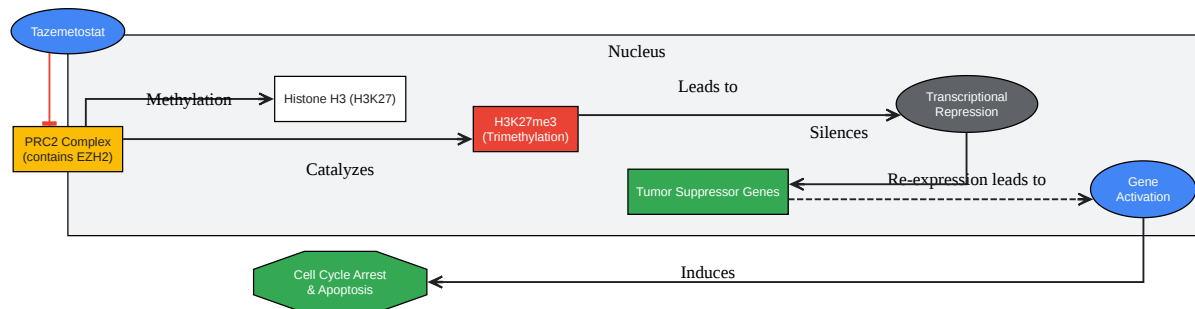 Tazemetostat
Nucleus
Methylation
Histone H3 (H3K27)
Leads to
Transcriptional
Repression
H3K27me3
(Trimethylation)
Silences
PRC2 Complex
(contains EZH2)
Catalyzes
Tumor Suppressor Genes
Re-expression leads to
Gene
Activation
Cell Cycle Arrest
& Apoptosis
Induces